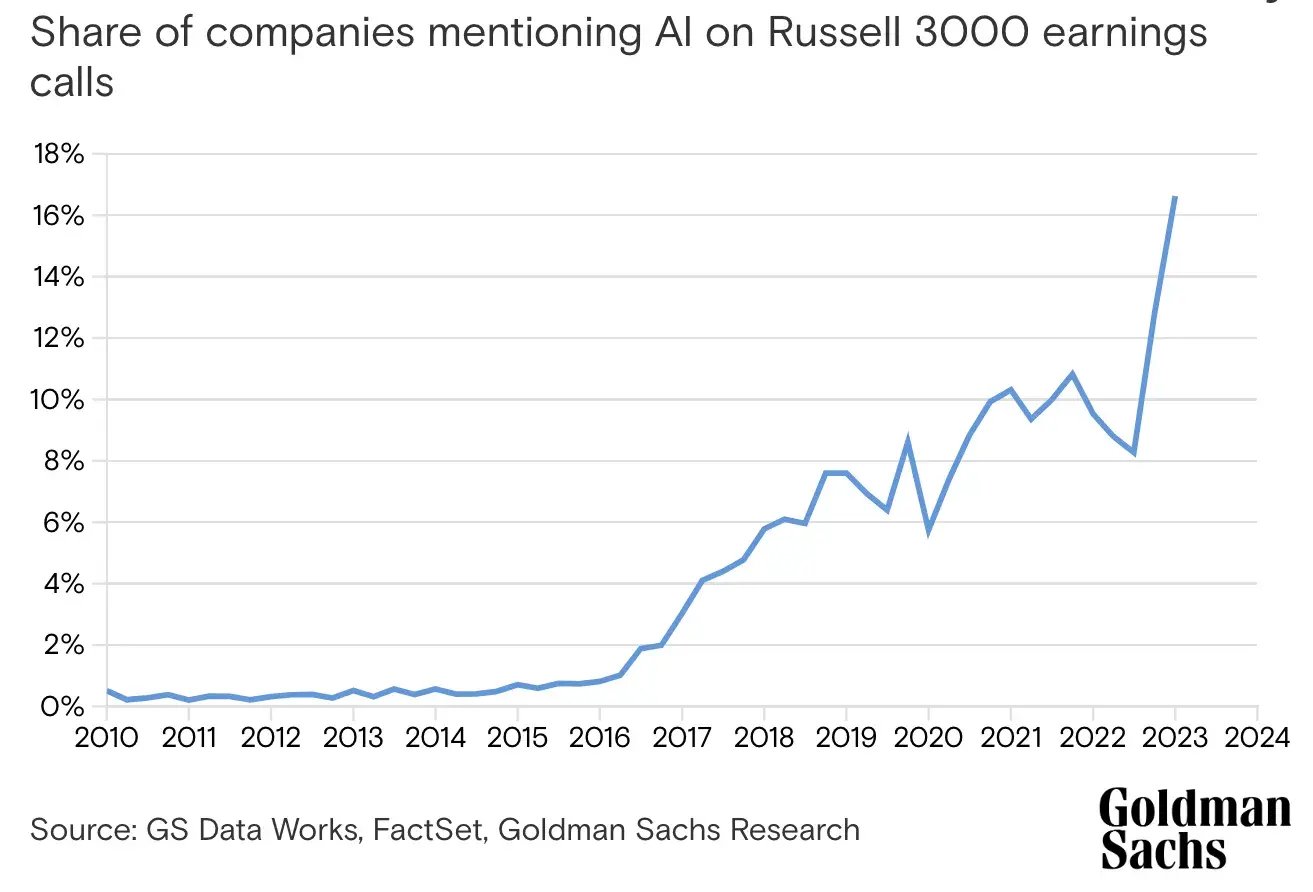 Share of companies mentioning AI on Russell 3000 earnings
calls
18%
16%
14%
12%
10%
8%
6%
4%
2%
0%
2010 2011 2012 2013 2014 2015 2016 2017 2018 2019 2020 2021 2022 2023 2024
Source: GS Data Works, FactSet, Goldman Sachs Research
Goldman
Sachs